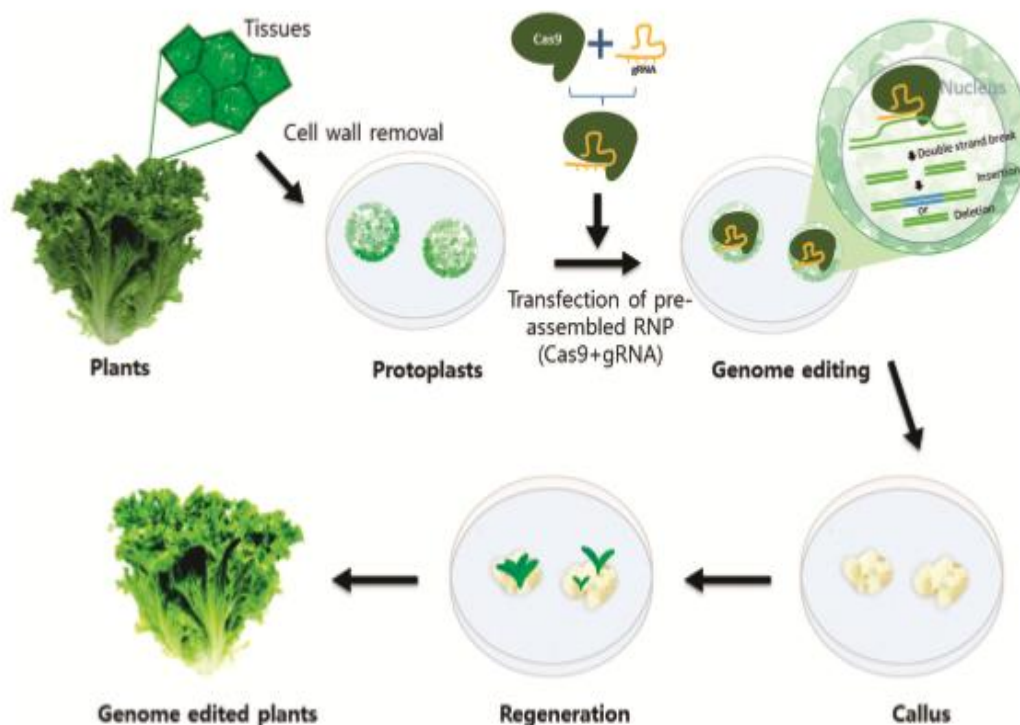 Tissues
Cell wall removal
Plants
Protoplasts
Cas9
gRNA
Transfection of pre-
assembled RNP
(Cas9+gRNA)
Nucleus
Double strand break
Insertion
or
Deletion
Genome editing
Callus
Regeneration
Genome edited plants